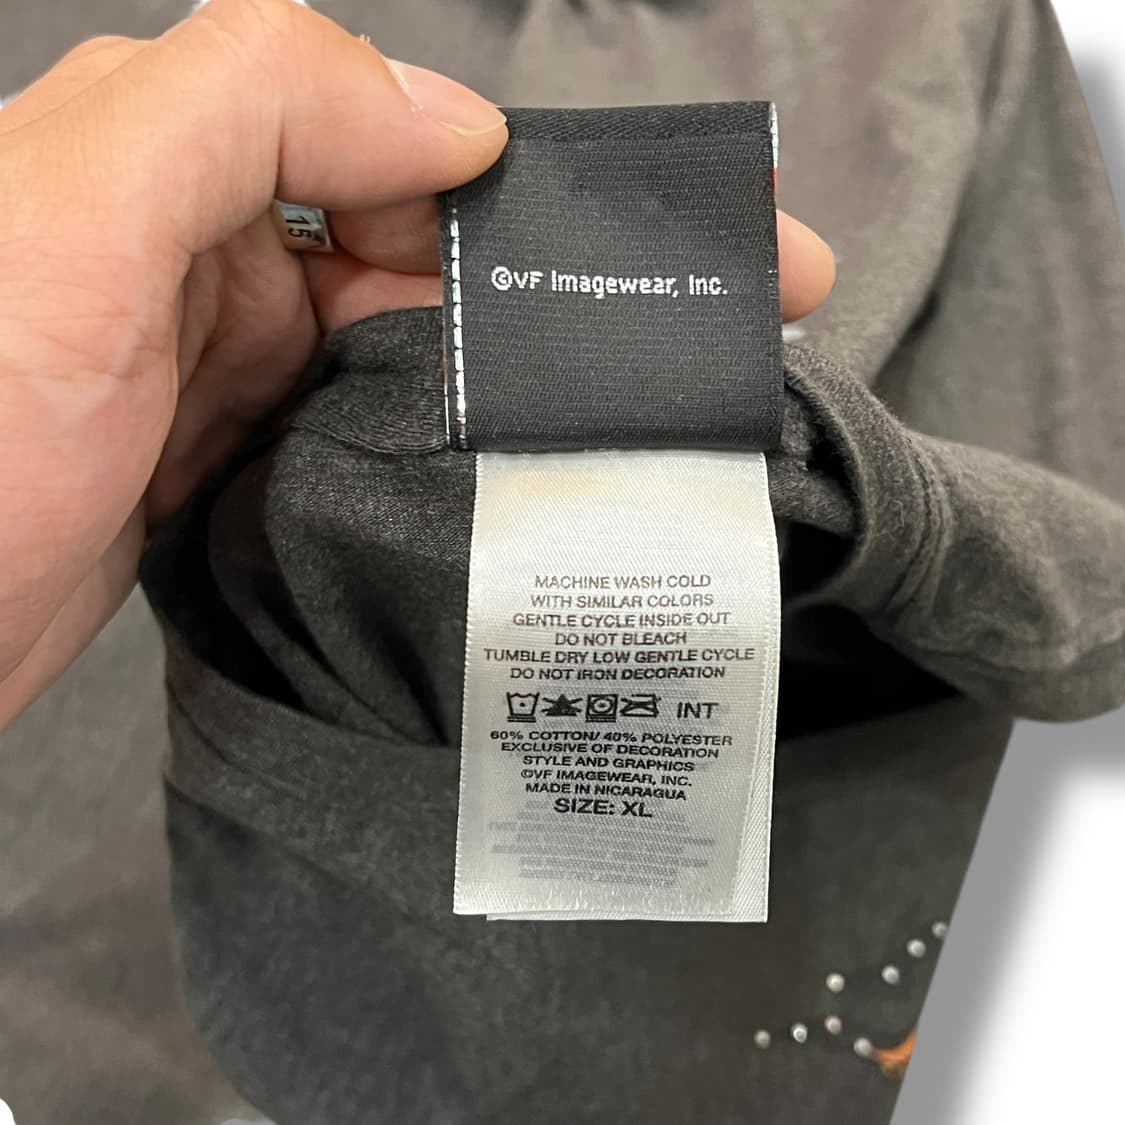 15
©VF Imagewear, Inc.
MACHINE WASH COLD
WITH SIMILAR COLORS
GENTLE CYCLE INSIDE OUT
DO NOT BLEACH
TUMBLE DRY LOW GENTLE CYCLE
DO NOT IRON DECORATION
INT
60% COTTON/ 40% POLYESTER
EXCLUSIVE OF DECORATION
STYLE AND GRAPHICS
©VF IMAGEWEAR, INC.
MADE IN NICARAGUA
SIZE: XL